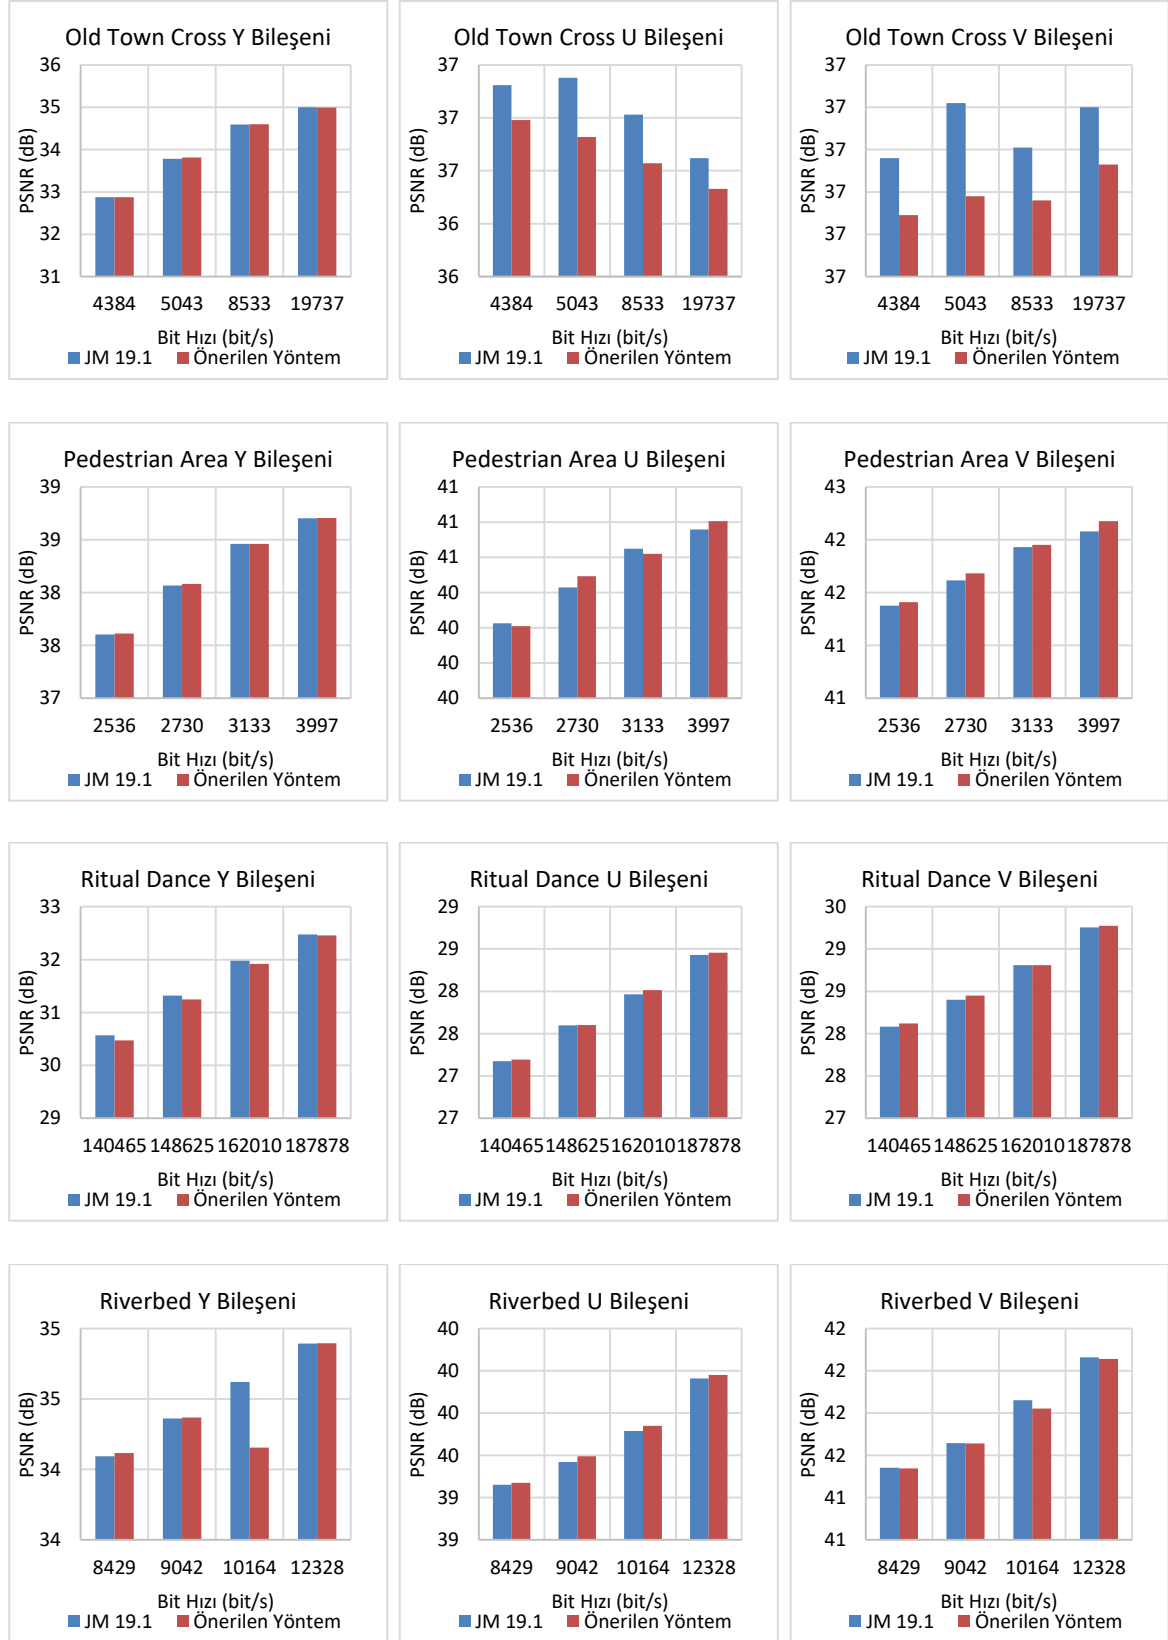 Old Town Cross Y Bileşeni
36
35
34
33
32
31
PSNR (dB)
4384 5043 8533 19737
Bit Hızı (bit/s)
JM 19.1 Önerilen Yöntem
Old Town Cross U Bileşeni
37
37
37
36
36
PSNR (dB)
4384 5043 8533 19737
Bit Hızı (bit/s)
JM 19.1 Önerilen Yöntem
Old Town Cross V Bileşeni
37
37
37
37
37
37
PSNR (dB)
4384 5043 8533 19737
Bit Hızı (bit/s)
JM 19.1 Önerilen Yöntem
Pedestrian Area Y Bileşeni
39
39
38
38
37
PSNR (dB)
2536 2730 3133 3997
Bit Hızı (bit/s)
JM 19.1 Önerilen Yöntem
Pedestrian Area U Bileşeni
41
41
41
40
40
40
40
PSNR (dB)
2536 2730 3133 3997
Bit Hızı (bit/s)
JM 19.1 Önerilen Yöntem
Pedestrian Area V Bileşeni
43
42
42
41
41
PSNR (dB)
2536 2730 3133 3997
Bit Hızı (bit/s)
JM 19.1 Önerilen Yöntem
Ritual Dance Y Bileşeni
33
32
31
30
29
PSNR (dB)
140465 148625 162010 187878
Bit Hızı (bit/s)
JM 19.1 Önerilen Yöntem
Ritual Dance U Bileşeni
29
29
28
28
27
27
PSNR (dB)
140465 148625 162010 187878
Bit Hızı (bit/s)
JM 19.1 Önerilen Yöntem
Ritual Dance V Bileşeni
30
29
29
28
28
27
PSNR (dB)
140465 148625 162010 187878
Bit Hızı (bit/s)
JM 19.1 Önerilen Yöntem
Riverbed Y Bileşeni
35
35
34
34
PSNR (dB)
8429 9042 10164 12328
Bit Hızı (bit/s)
JM 19.1 Önerilen Yöntem
Riverbed U Bileşeni
40
40
40
40
39
39
PSNR (dB)
8429 9042 10164 12328
Bit Hızı (bit/s)
JM 19.1 Önerilen Yöntem
Riverbed V Bileşeni
42
42
42
42
41
41
PSNR (dB)
8429 9042 10164 12328
Bit Hızı (bit/s)
JM 19.1 Önerilen Yöntem